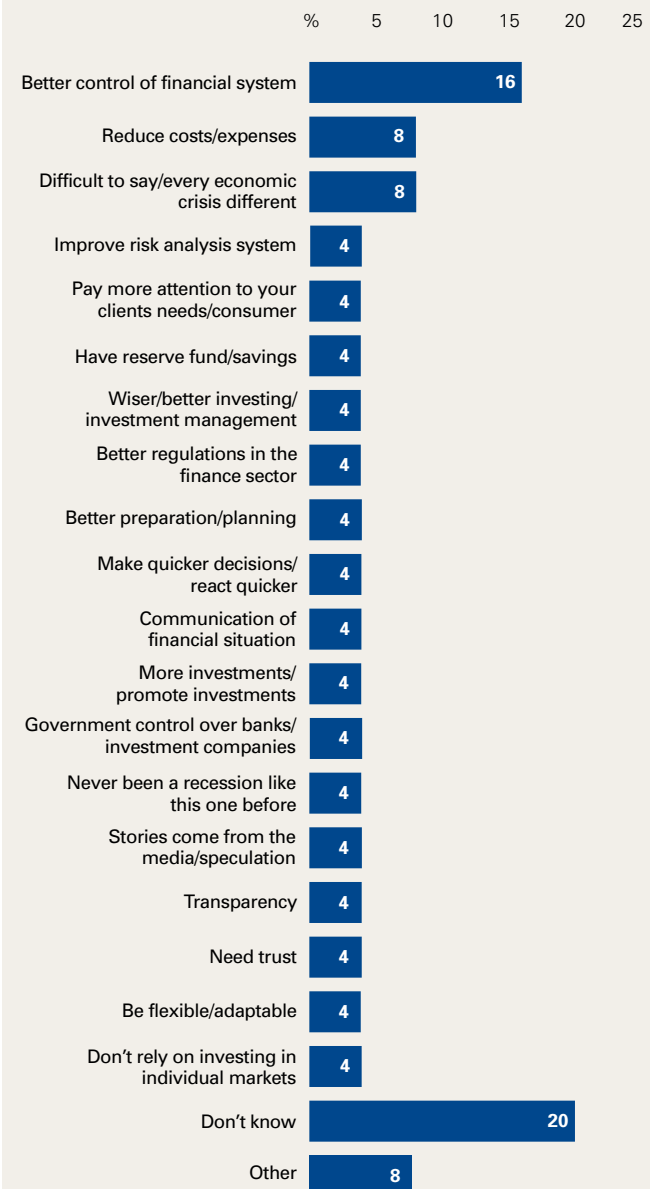 % 5 10 15 20 25
Better control of financial system 16
Reduce costs/expenses 8
Difficult to say/every economic
crisis different 8
Improve risk analysis system 4
Pay more attention to your
clients needs/consumer 4
Have reserve fund/savings 4
Wiser/better investing/
investment management 4
Better regulations in the
finance sector 4
Better preparation/planning 4
Make quicker decisions/
react quicker 4
Communication of
financial situation 4
More investments/
promote investments 4
Government control over banks/
investment companies 4
Never been a recession like
this one before 4
Stories come from the
media/speculation 4
Transparency 4
Need trust 4
Be flexible/adaptable 4
Don’t rely on investing in
individual markets 4
Don’t know 20
Other 8